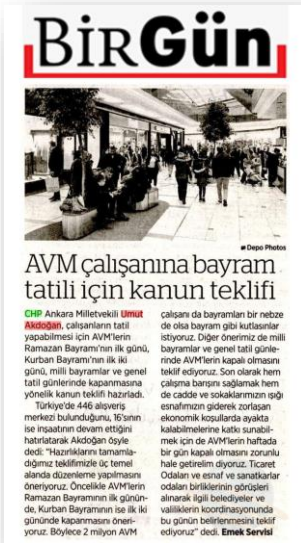 BirGün
Depo Photos
AVM çalışanına bayram
tatili için kanun teklifi
CHP Ankara Milletvekili Umut
Akdoğan, çalışanların tatil
yapabilmesi için AVM'lerin
Ramazan Bayramı'nın ilk günü,
Kurban Bayramı'nın ilk iki
günü, milli bayramlar ve genel
tatil günlerinde kapanmasına
yönelik kanun teklifi hazırladı.
Türkiye'de 446 alışveriş
merkezi bulunduğunu, 16'sının
ise inşaatının devam ettiğini
hatırlatarak Akdoğan öşyle
dedi: "Hazırlıklarını tamamla-
dığımız teklifimizle üç temel
alanda düzenleme yapılmasını
öneriyoruz. Öncelikle AVM'lerin
Ramazan Bayramının ilk günün-
de, Kurban Bayramının ise ilk iki
gününde kapanmasını öneri-
yoruz. Böylece 2 milyon AVM
çalışanı da bayramları bir nebze
de olsa bayram gibi kutlasınlar
istiyoruz. Diğer önerimiz de milli
bayramlar ve genel tatil günle-
rinde AVM'lerin kapalı olmasını
teklif ediyoruz. Son olarak hem
çalışma barışını sağlamak hem
de cadde ve sokaklarımızın ışığı
esnafımızın giderek zorlaşan
ekonomik koşullarda ayakta
kalabilmelerine katkı sunabil-
mek için de AVM'lerin haftada
bir gün kapalı olmasını zorunlu
hale getirelim diyoruz. Ticaret
Odaları ve esnaf ve sanatkarlar
odaları birliklerinin görüşleri
alınarak ilgili belediyeler ve
valiliklerin koordinasyonunda
bu günün belirlenmesini teklif
ediyoruz" dedi. Emek Servisi